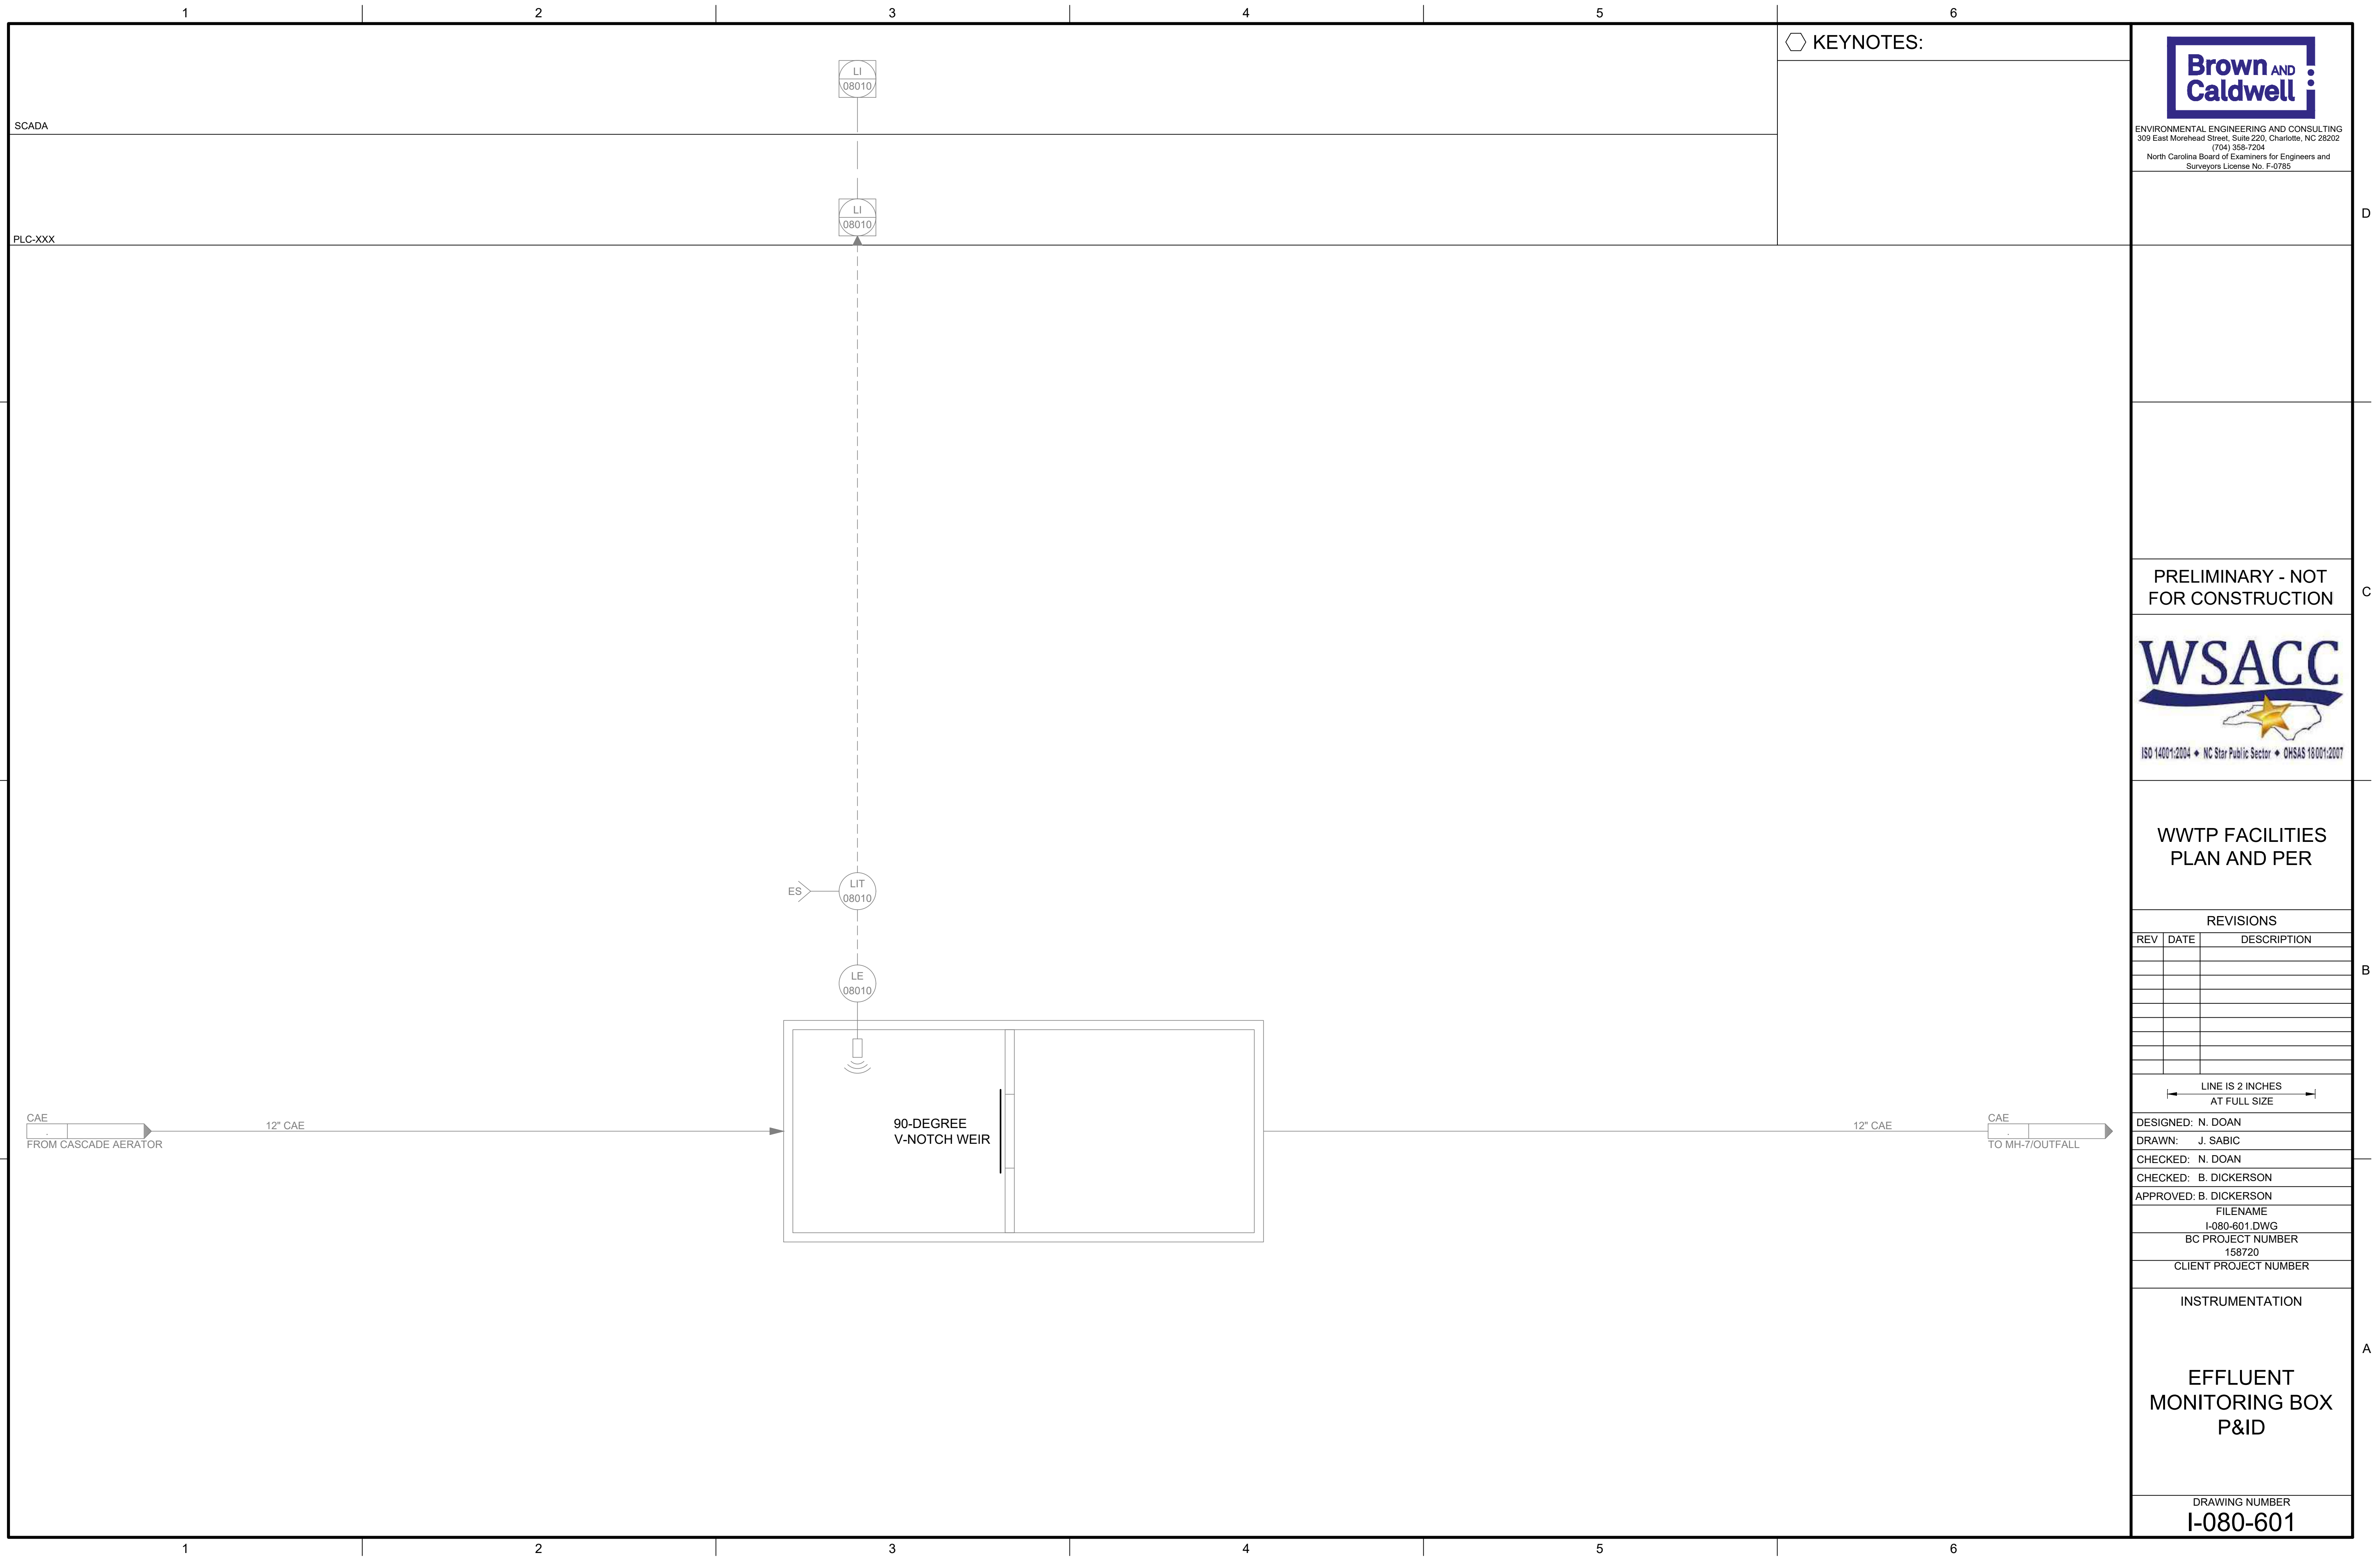 1 2 3 4 5 6
LI
08010
SCADA
LI
08010
PLC-XXX
KEYNOTES:
LIT
08010
ES
LE
08010
90-DEGREE
V-NOTCH WEIR
CAE
.
FROM CASCADE AERATOR
12" CAE
12" CAE
CAE
.
TO MH-7/OUTFALL
Brown AND
Caldwell
ENVIRONMENTAL ENGINEERING AND CONSULTING
309 East Morehead Street, Suite 220, Charlotte, NC 28202
(704) 358-7204
North Carolina Board of Examiners for Engineers and
Surveyors License No. F-0785
PRELIMINARY - NOT
FOR CONSTRUCTION
WSACC
ISO 14001:2004 ♦ NC Star Public Sector ♦ OHSAS 18001:2007
WWTP FACILITIES
PLAN AND PER
REVISIONS
REV DATE DESCRIPTION
LINE IS 2 INCHES
AT FULL SIZE
DESIGNED: N. DOAN
DRAWN: J. SABIC
CHECKED: N. DOAN
CHECKED: B. DICKERSON
APPROVED: B. DICKERSON
FILENAME
I-080-601.DWG
BC PROJECT NUMBER
158720
CLIENT PROJECT NUMBER
INSTRUMENTATION
EFFLUENT
MONITORING BOX
P&ID
DRAWING NUMBER
I-080-601
D
C
B
A
1 2 3 4 5 6